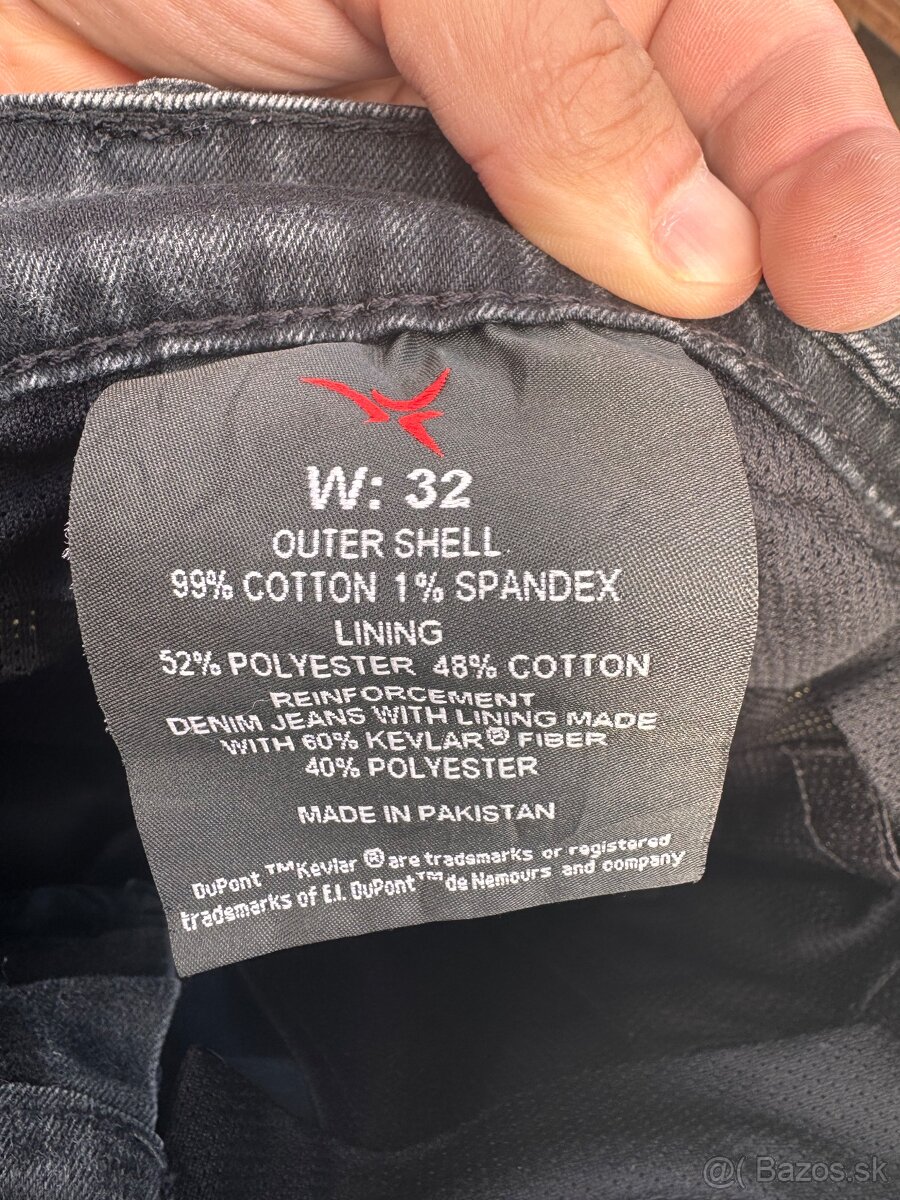 W: 32
OUTER SHELL
99% COTTON 1% SPANDEX
LINING
52% POLYESTER 48% COTTON
REINFORCEMENT
DENIM JEANS WITH LINING MADE
WITH 60% KEVLAR® FIBER
40% POLYESTER
MADE IN PAKISTAN
DuPont ™Kevlar ® are trademarks or registered
trademarks of E.I. DuPont™ de Nemours and company
@( Bazos.sk